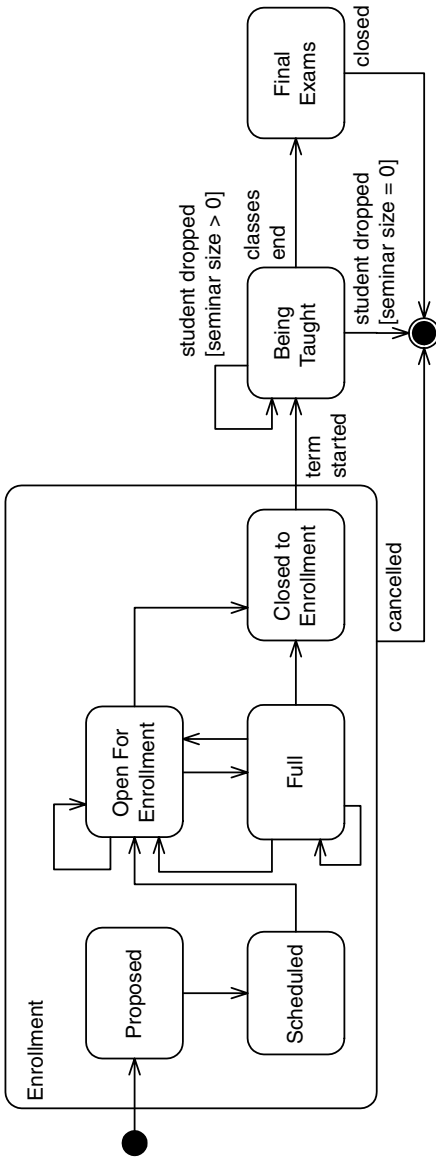 Enrollment
Proposed
Scheduled
Open For
Enrollment
Full
Closed to
Enrollment
term
started
cancelled
student dropped
[seminar size > 0]
Being
Taught
classes
end
student dropped
[seminar size = 0]
Final
Exams
closed